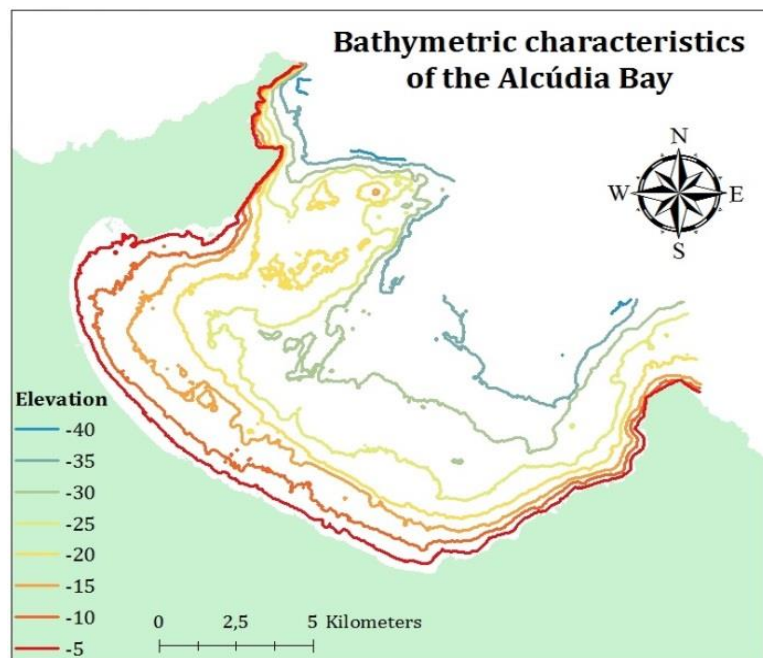 Bathymetric characteristics
of the Alcúdia Bay
N
W E
S
Elevation
-40
-35
-30
-25
-20
-15
-10
-5
0 2,5 5 Kilometers